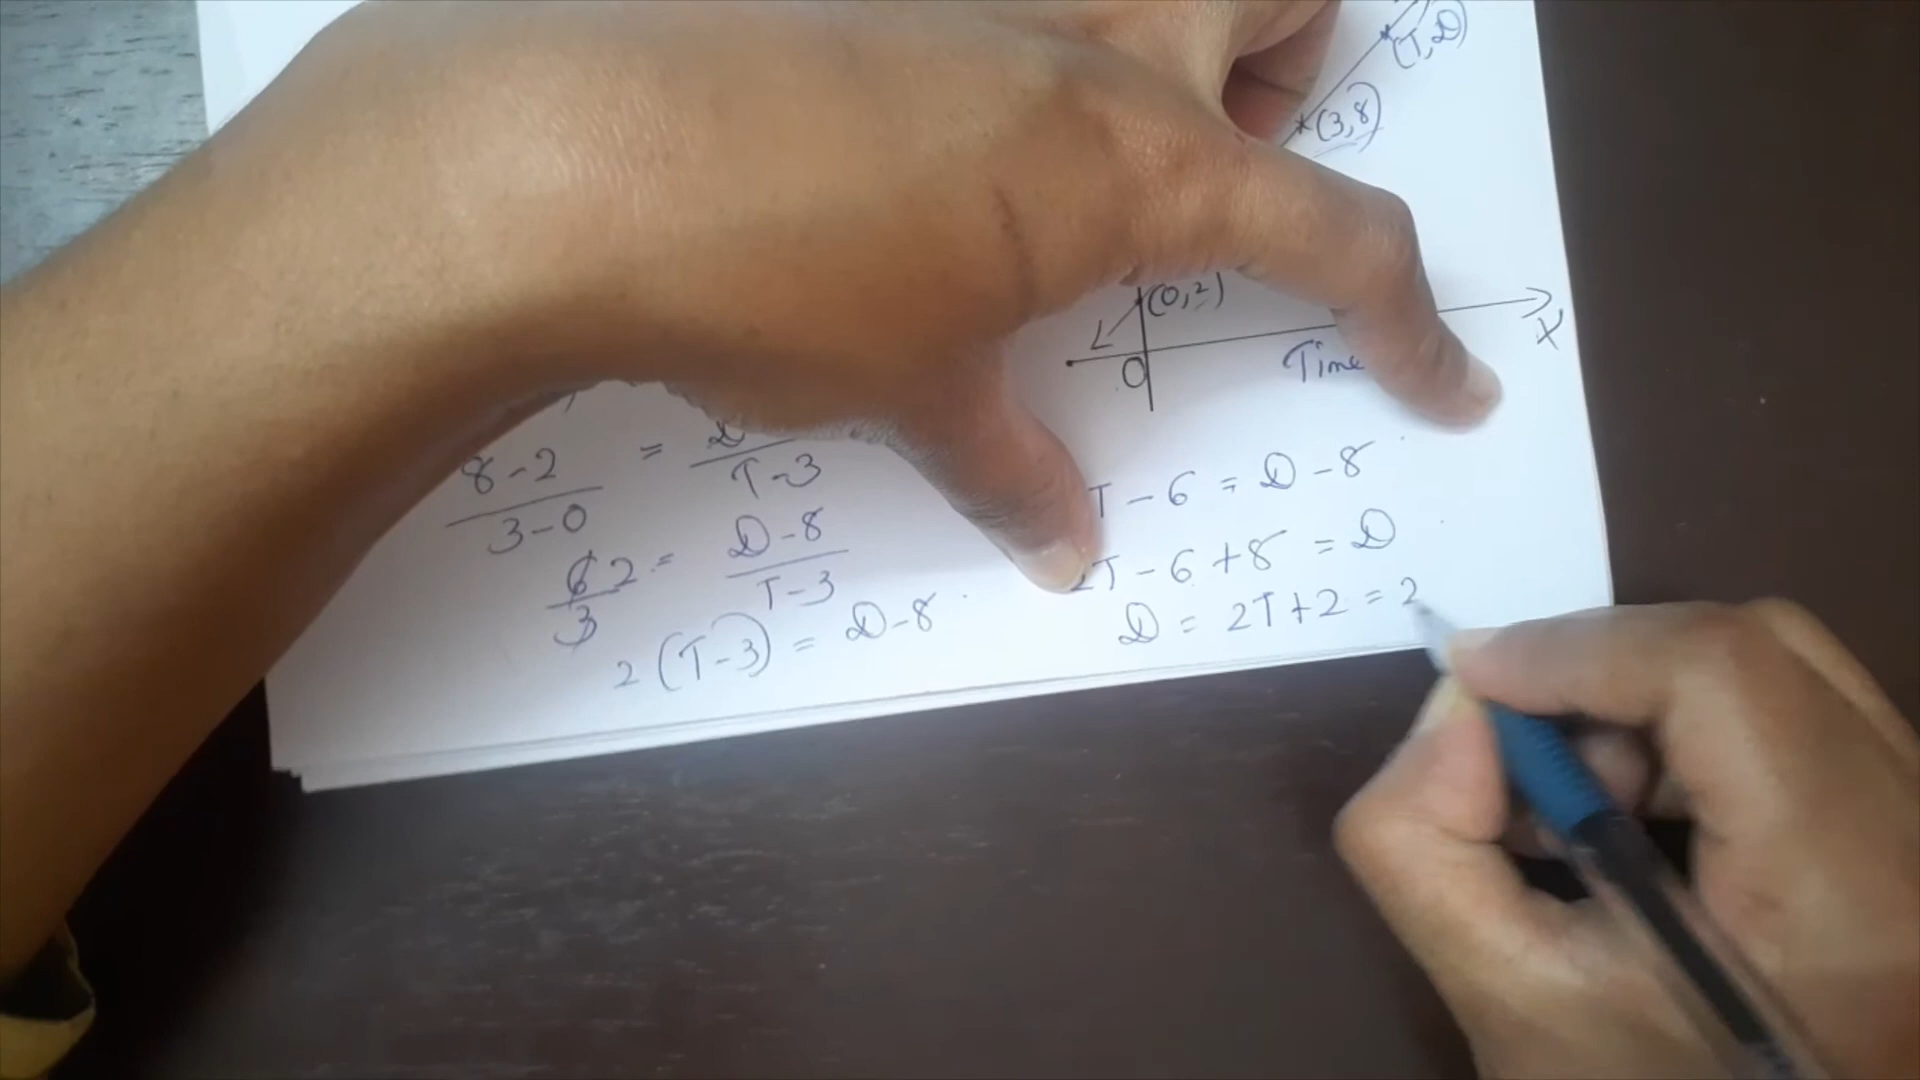 (T, D)
(3,8)
(0,2)
X
O
Time
8-2 / 3-0 = D / T-3
6 2 / 3 = D-8 / T-3
2 (T-3) = D-8
T - 6 = D - 8
2T - 6 + 8 = D
D = 2T + 2 = 2